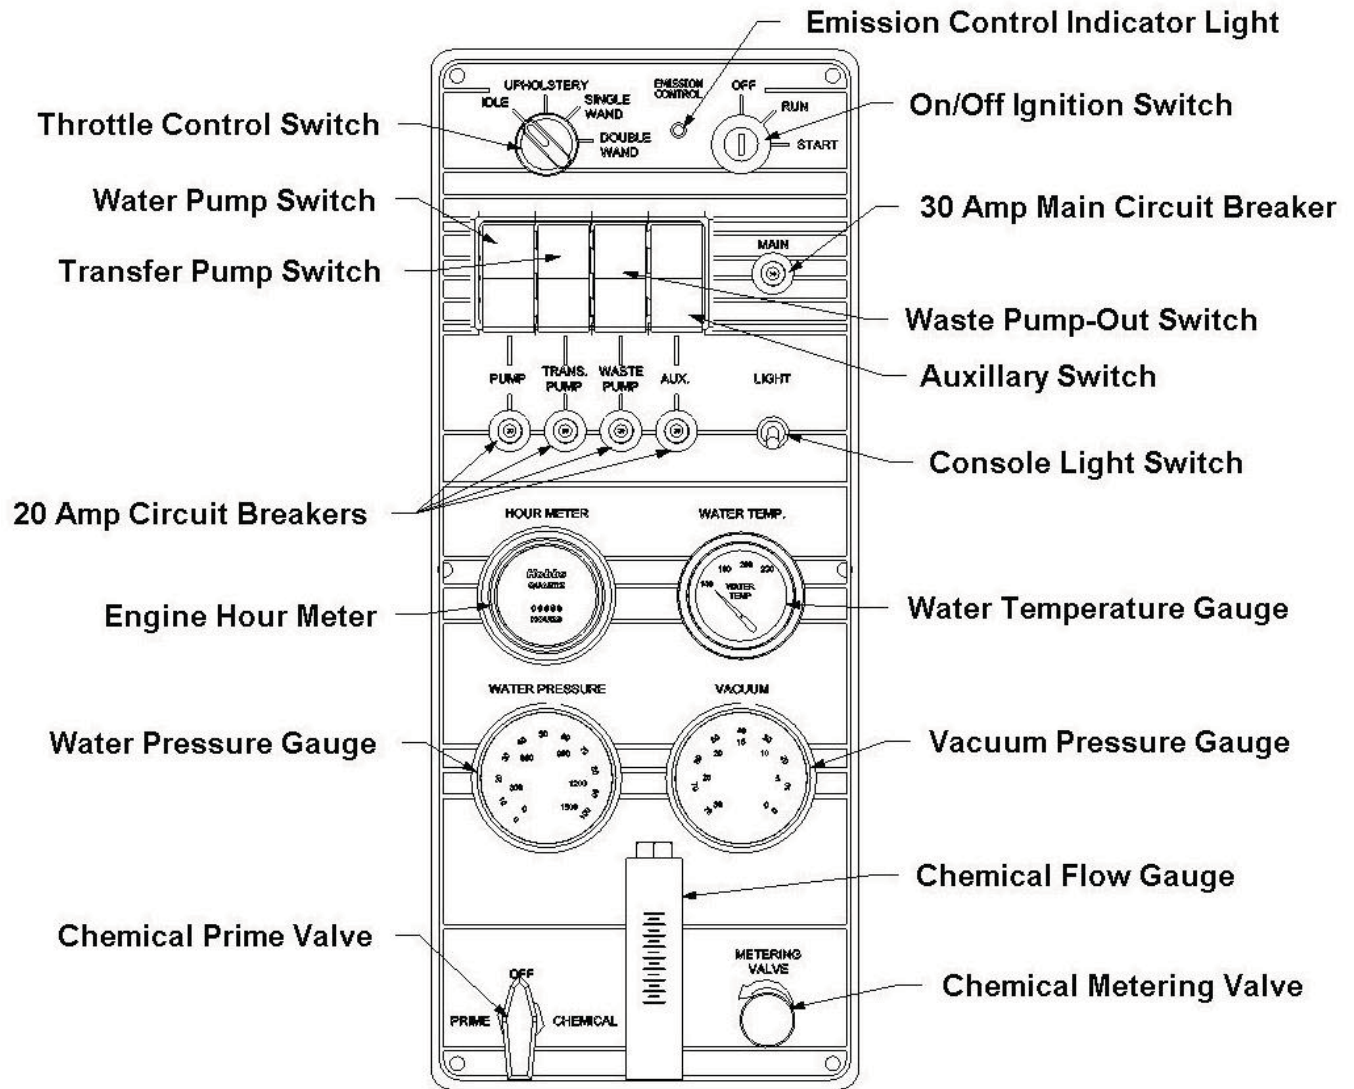 Emission Control Indicator Light
UPHOLSTERY
IDLE
SINGLE
WAND
DOUBLE
WAND
EMISSION
CONTROL
OFF
RUN
START
Throttle Control Switch
On/Off Ignition Switch
Water Pump Switch
30 Amp Main Circuit Breaker
MAIN
Transfer Pump Switch
Waste Pump-Out Switch
Auxillary Switch
PUMP
TRANS.
PUMP
WASTE
PUMP
AUX.
LIGHT
Console Light Switch
20 Amp Circuit Breakers
HOUR METER
WATER TEMP.
Hobbs
QUARTZ
HOURS
WATER
TEMP
Engine Hour Meter
Water Temperature Gauge
WATER PRESSURE
VACUUM
Water Pressure Gauge
1200
1500
Vacuum Pressure Gauge
Chemical Flow Gauge
Chemical Prime Valve
METERING
VALVE
OFF
PRIME
CHEMICAL
Chemical Metering Valve